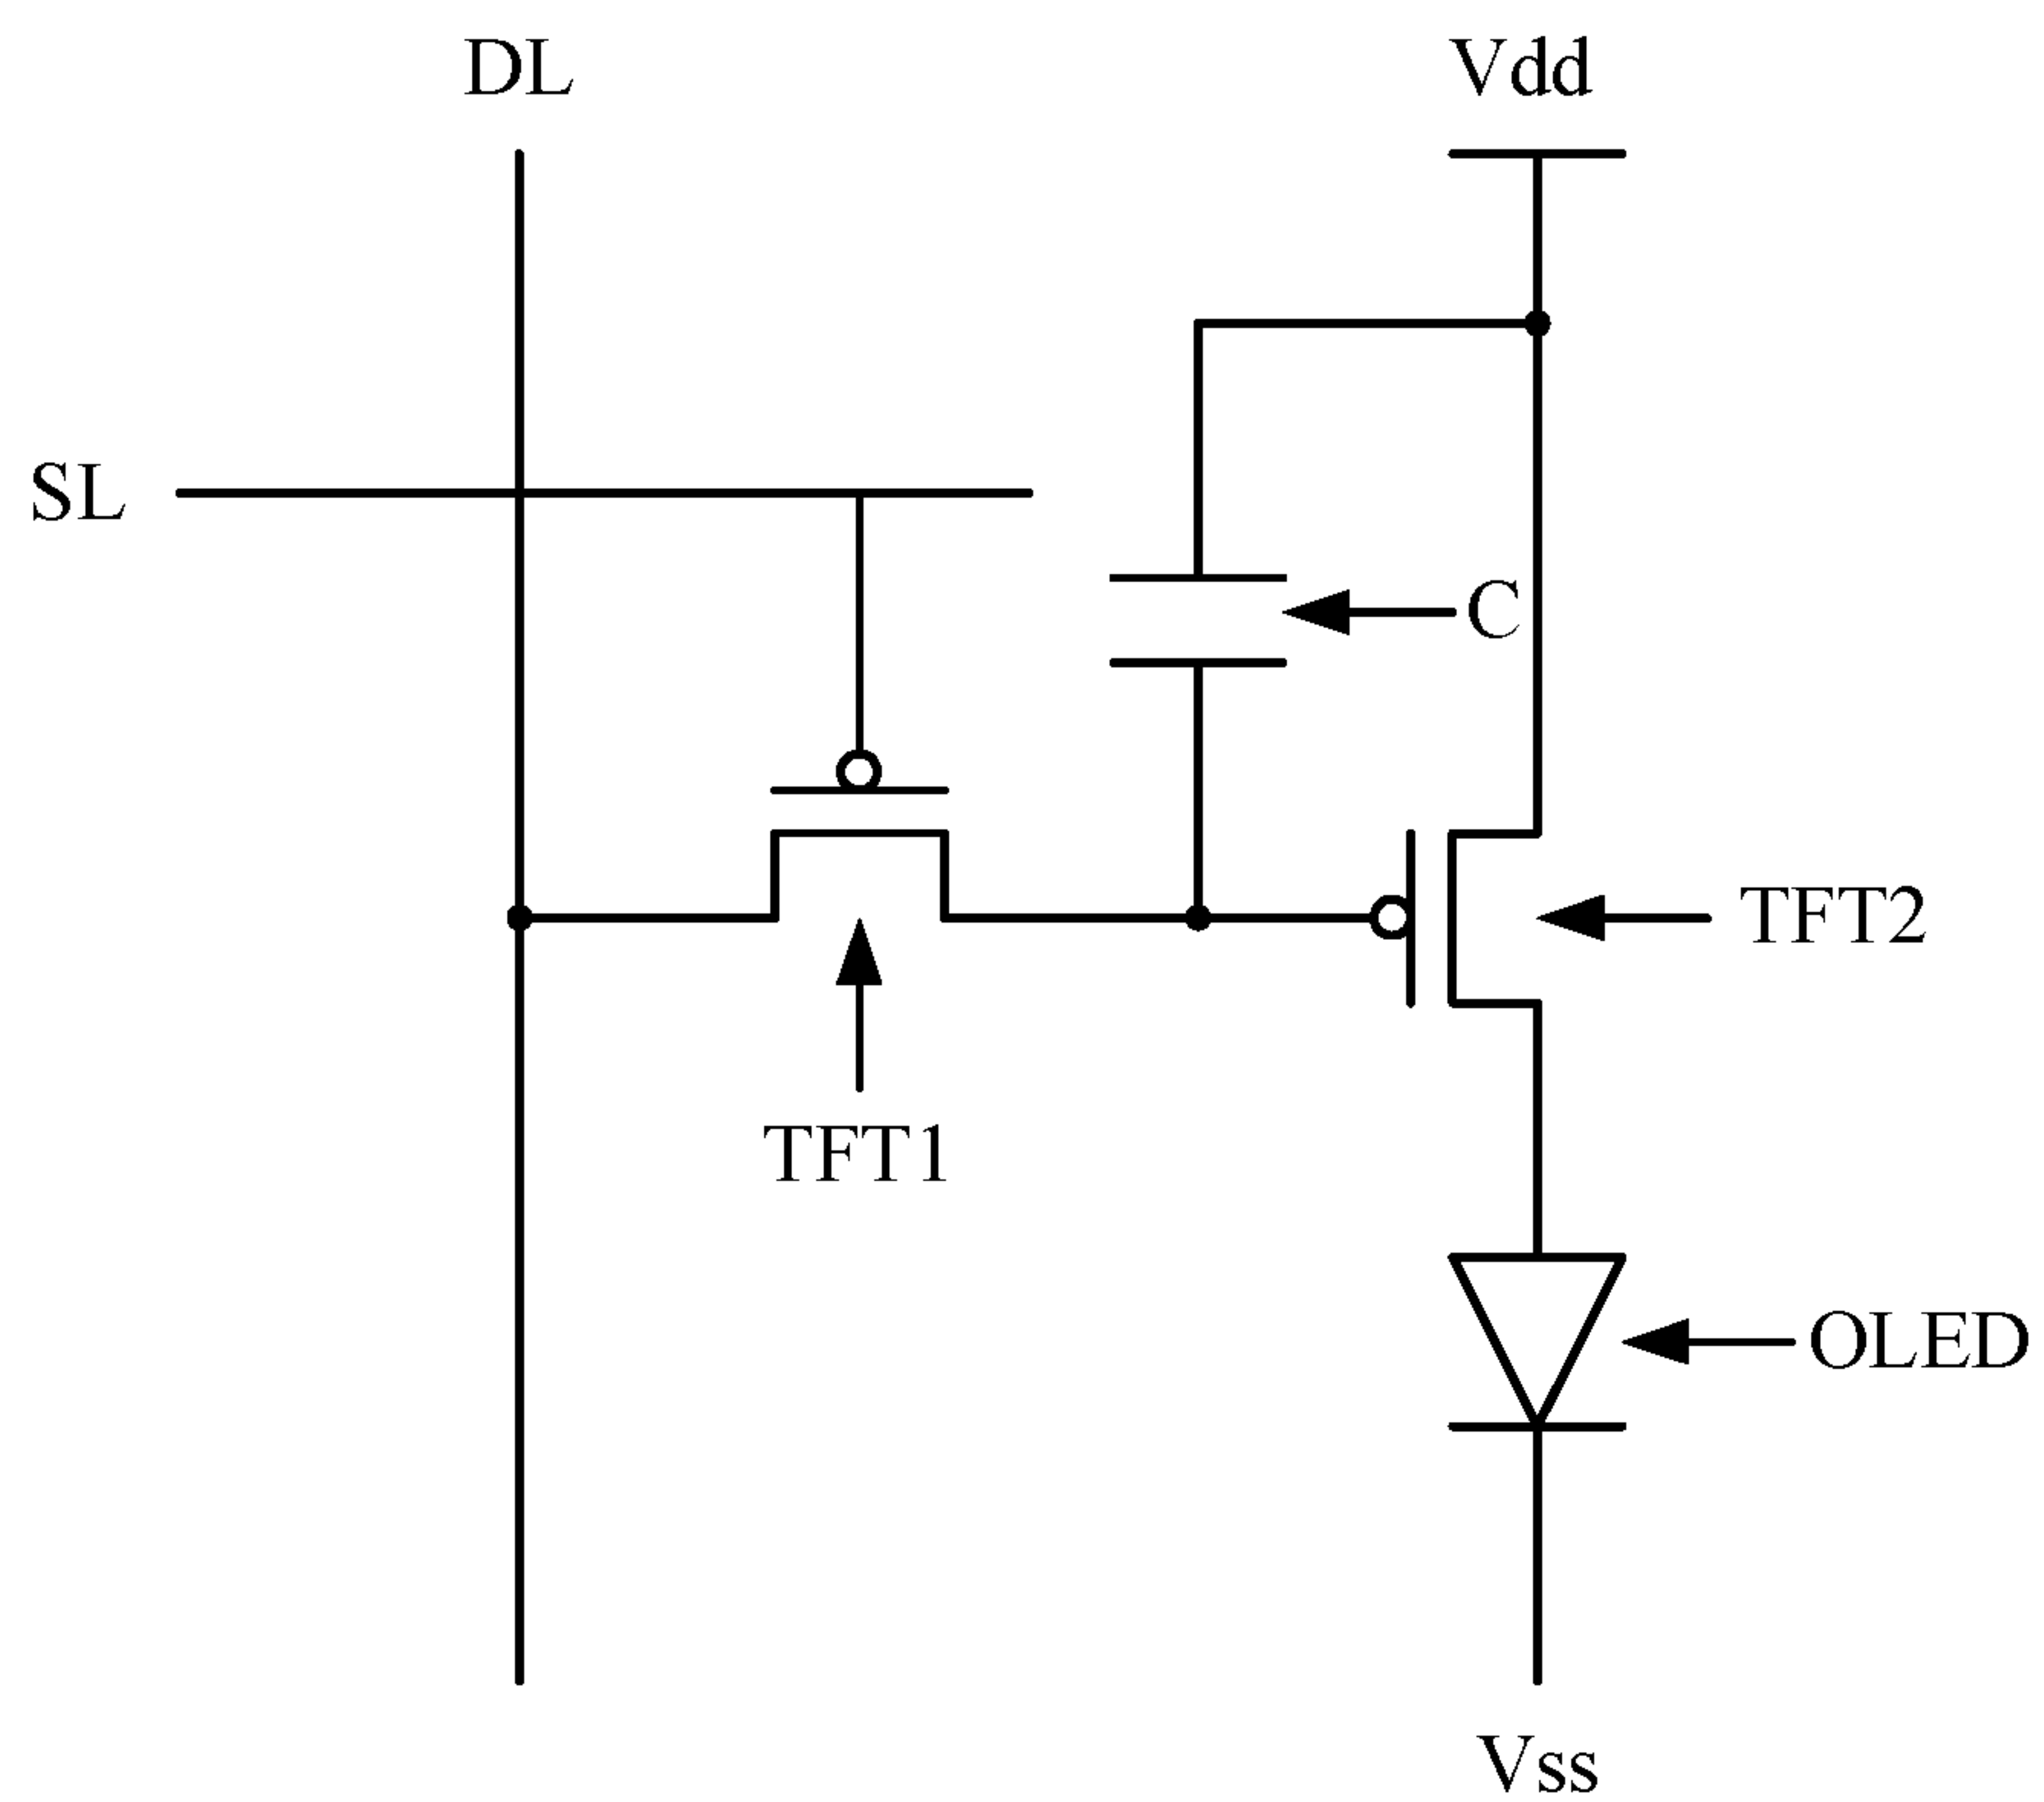 DL
Vdd
SL
C
TFT2
TFT1
OLED
Vss